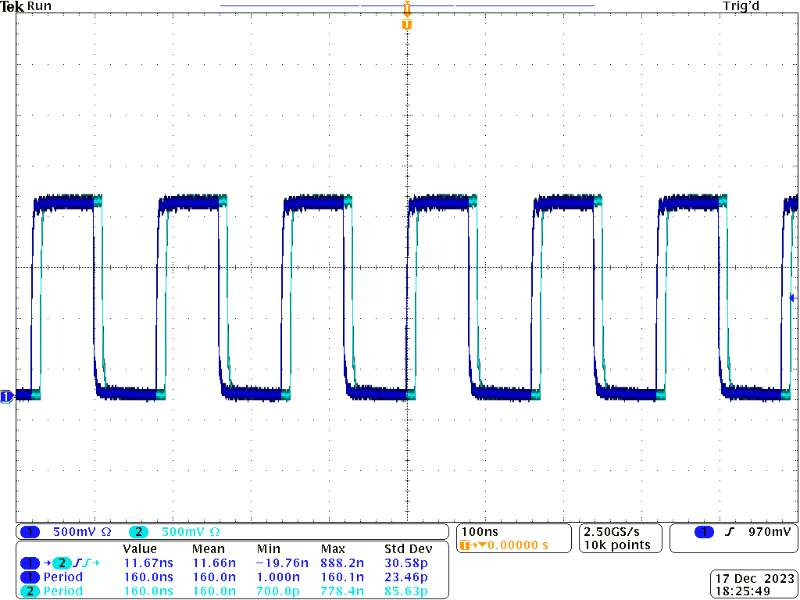 Tek Run Trig'd
T
T
1
1 500mV Ω 2 500mV Ω
100ns
T→▼0.00000 s
2.50GS/s
10k points
1 ʃ 970mV
Value Mean Min Max Std Dev
1 → 2 ʃʃ→ 11.67ns 11.66n −19.76n 888.2n 30.58p
1 Period 160.0ns 160.0n 1.000n 160.1n 23.46p
2 Period 160.0ns 160.0n 700.0p 778.4n 85.63p
17 Dec 2023
18:25:49